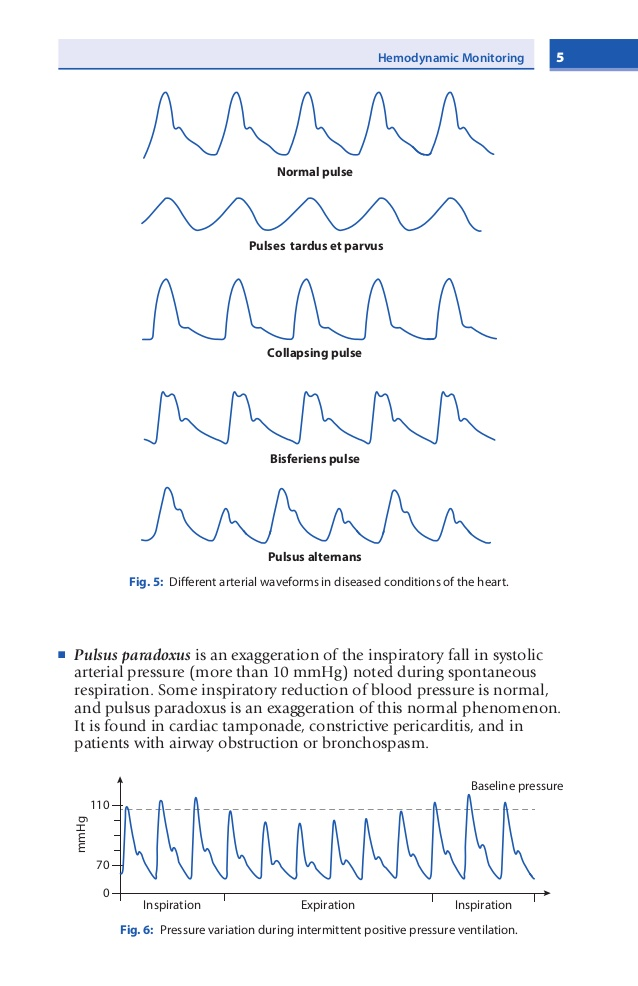 Hemodynamic Monitoring 5
Normal pulse
Pulses tardus et parvus
Collapsing pulse
Bisferiens pulse
Pulsus alternans
Fig. 5: Different arterial waveforms in diseased conditions of the heart.
Pulsus paradoxus is an exaggeration of the inspiratory fall in systolic
arterial pressure (more than 10 mmHg) noted during spontaneous
respiration. Some inspiratory reduction of blood pressure is normal,
and pulsus paradoxus is an exaggeration of this normal phenomenon.
It is found in cardiac tamponade, constrictive pericarditis, and in
patients with airway obstruction or bronchospasm.
Baseline pressure
110
mmHg
70
0
Inspiration Expiration Inspiration
Fig. 6: Pressure variation during intermittent positive pressure ventilation.